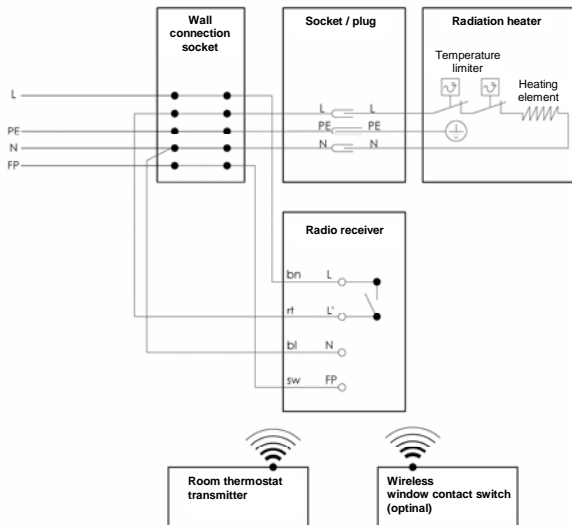 Wall
connection
socket
Socket / plug
Radiation heater
Temperature
limiter
Heating
element
L
PE
N
FP
L L
PE PE
N N
Radio receiver
bn L
rt L'
bl N
sw FP
Room thermostat
transmitter
Wireless
window contact switch
(optinal)